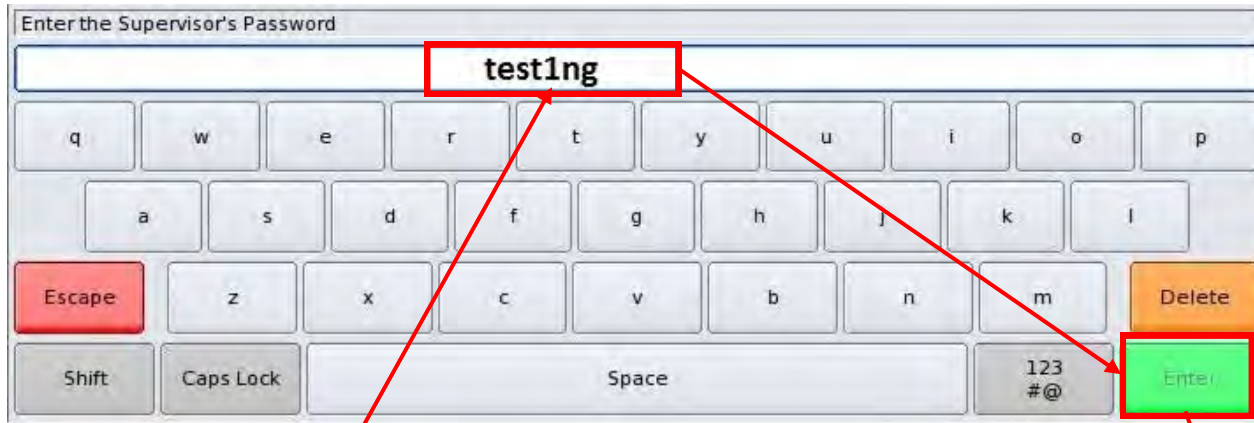 Enter the Supervisor's Password
test1ng
q w e r t y u i o p
a s d f g h j k l
Escape z x c v b n m Delete
Shift Caps Lock Space 123 #@ Enter